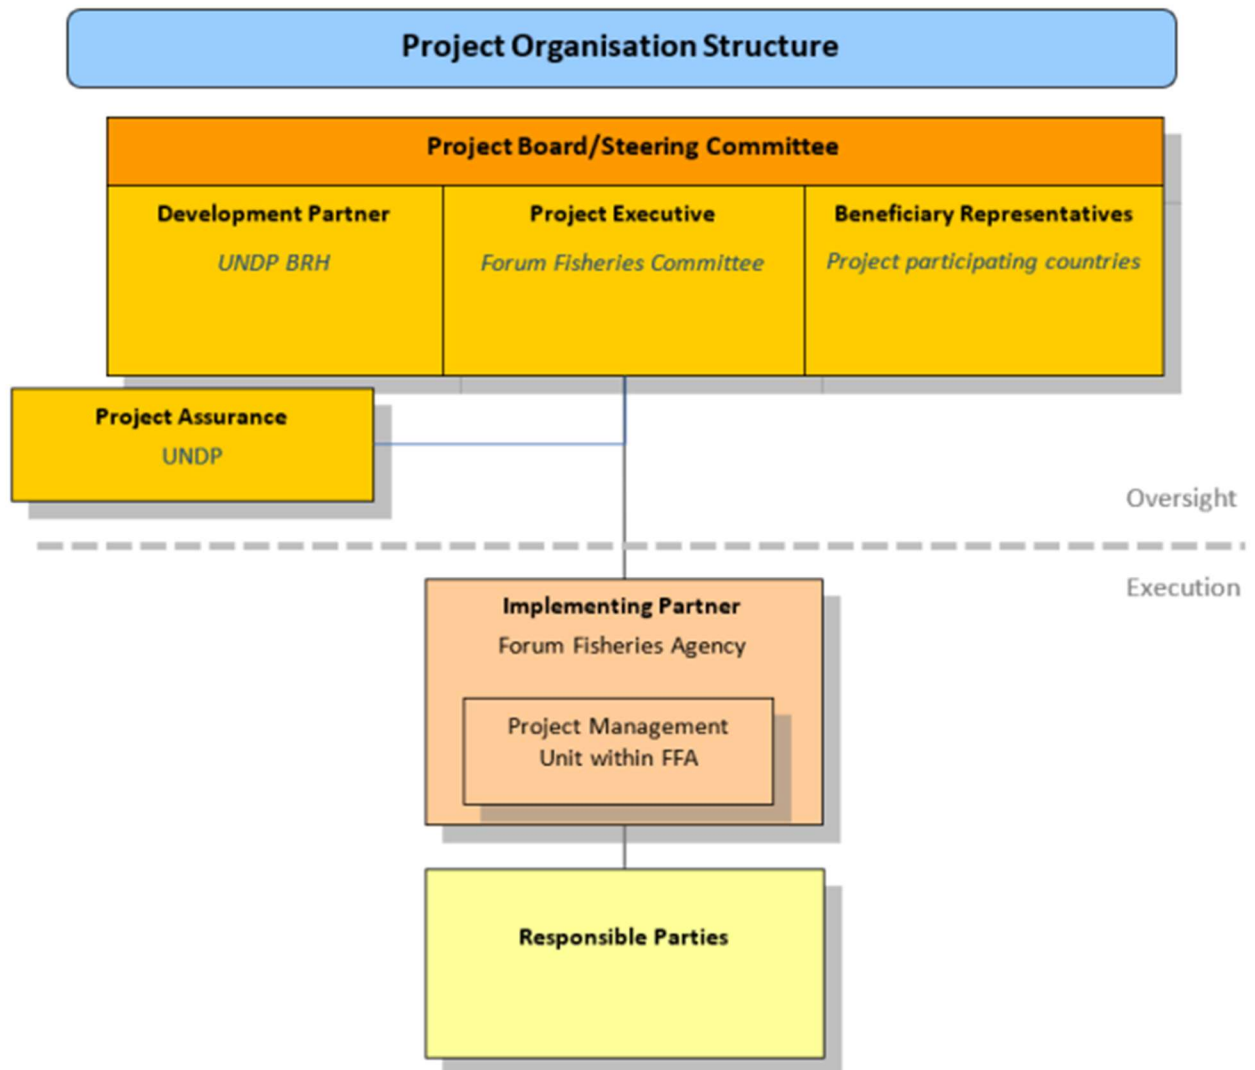 Project Organisation Structure
Project Board/Steering Committee
Development Partner
UNDP BRH
Project Executive
Forum Fisheries Committee
Beneficiary Representatives
Project participating countries
Project Assurance
UNDP
Oversight
Execution
Implementing Partner
Forum Fisheries Agency
Project Management
Unit within FFA
Responsible Parties